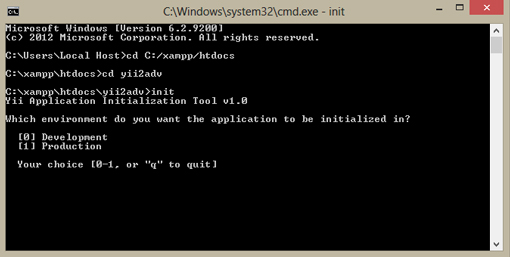 C:\Windows\system32\cmd.exe - init
Microsoft Windows [Version 6.2.9200]
(c) 2012 Microsoft Corporation. All rights reserved.
C:\Users\Local Host>cd C:/xampp/htdocs
C:\xampp\htdocs>cd yii2adv
C:\xampp\htdocs\yii2adv>init
Yii Application Initialization Tool v1.0
Which environment do you want the application to be initialized in?
[0] Development
[1] Production
Your choice [0-1, or "q" to quit]